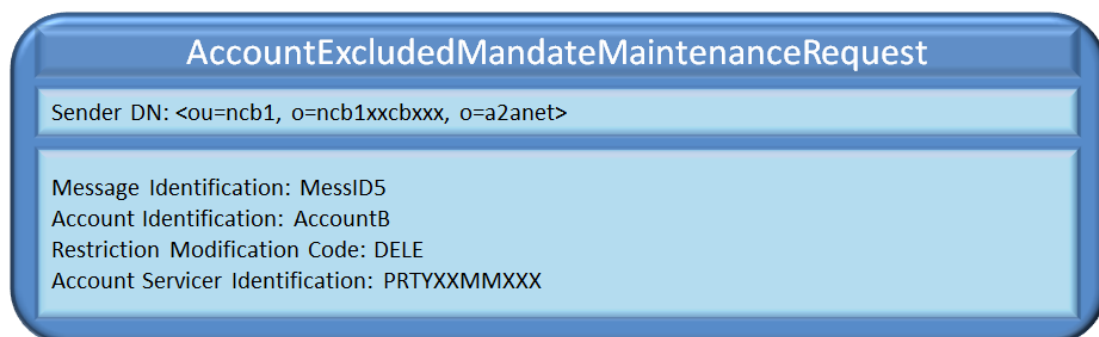 AccountExcludedMandateMaintenanceRequest
Sender DN: <ou=ncb1, o=ncb1xxcbxxx, o=a2anet>
Message Identification: MessID5
Account Identification: AccountB
Restriction Modification Code: DELE
Account Servicer Identification: PRTYXXMMXXX